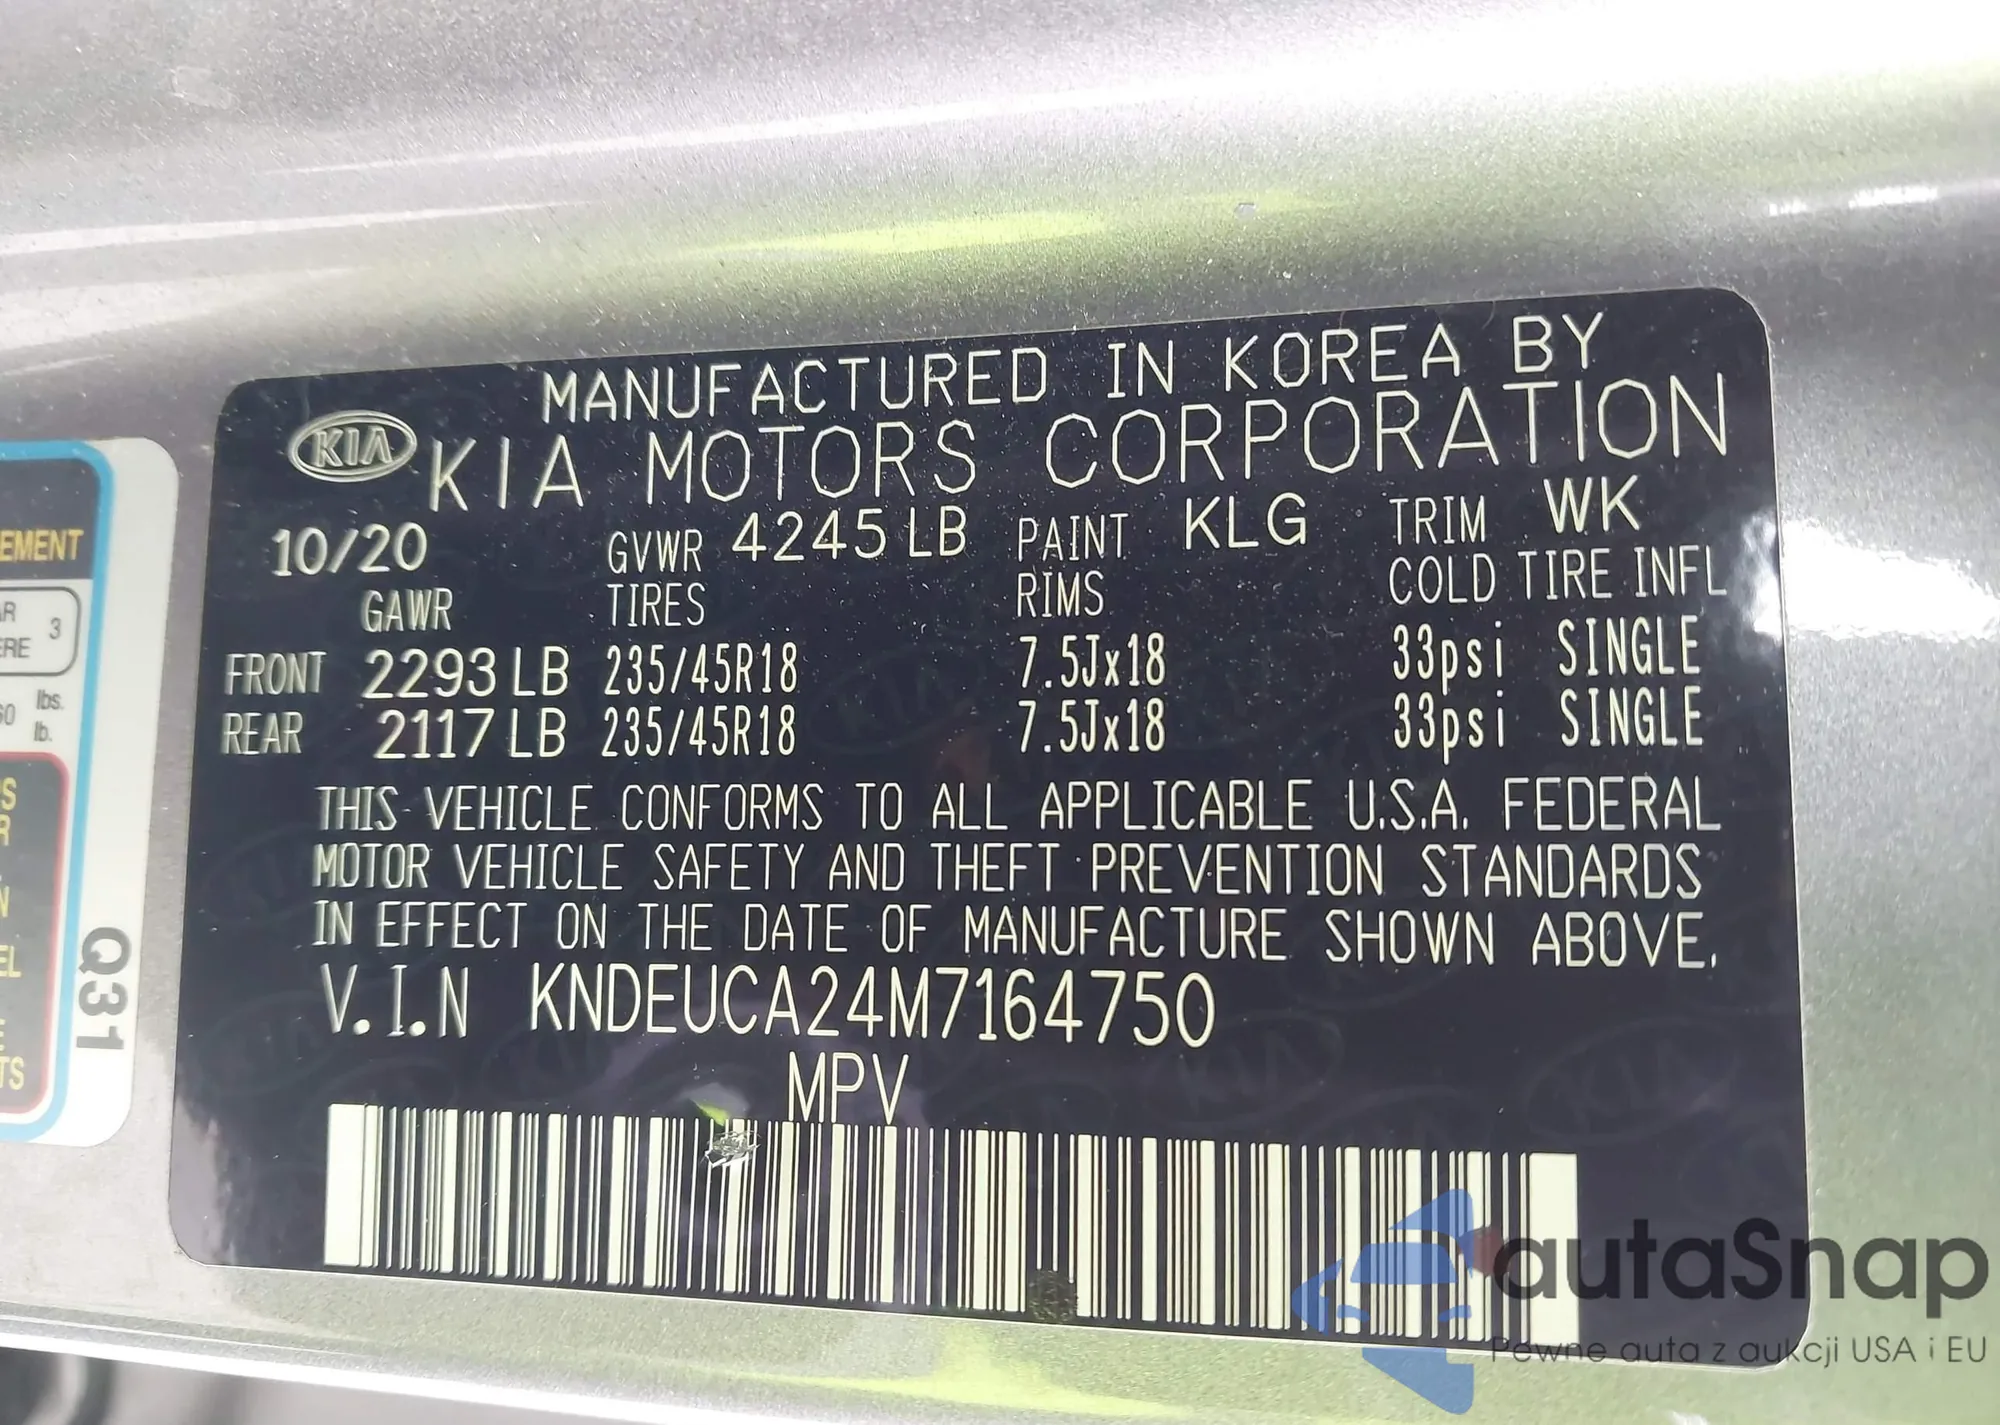 MANUFACTURED IN KOREA BY
KIA KIA MOTORS CORPORATION
10/20 GVWR 4245 LB PAINT KLG TRIM WK
GAWR TIRES RIMS COLD TIRE INFL
FRONT 2293 LB 235/45R18 7.5Jx18 33psi SINGLE
REAR 2117 LB 235/45R18 7.5Jx18 33psi SINGLE
THIS VEHICLE CONFORMS TO ALL APPLICABLE U.S.A. FEDERAL
MOTOR VEHICLE SAFETY AND THEFT PREVENTION STANDARDS
IN EFFECT ON THE DATE OF MANUFACTURE SHOWN ABOVE.
V.I.N KNDEUCA24M7164750
MPV
3
lbs.
lb.
Q31
autaSnap
Pewne auta z aukcji USA i EU